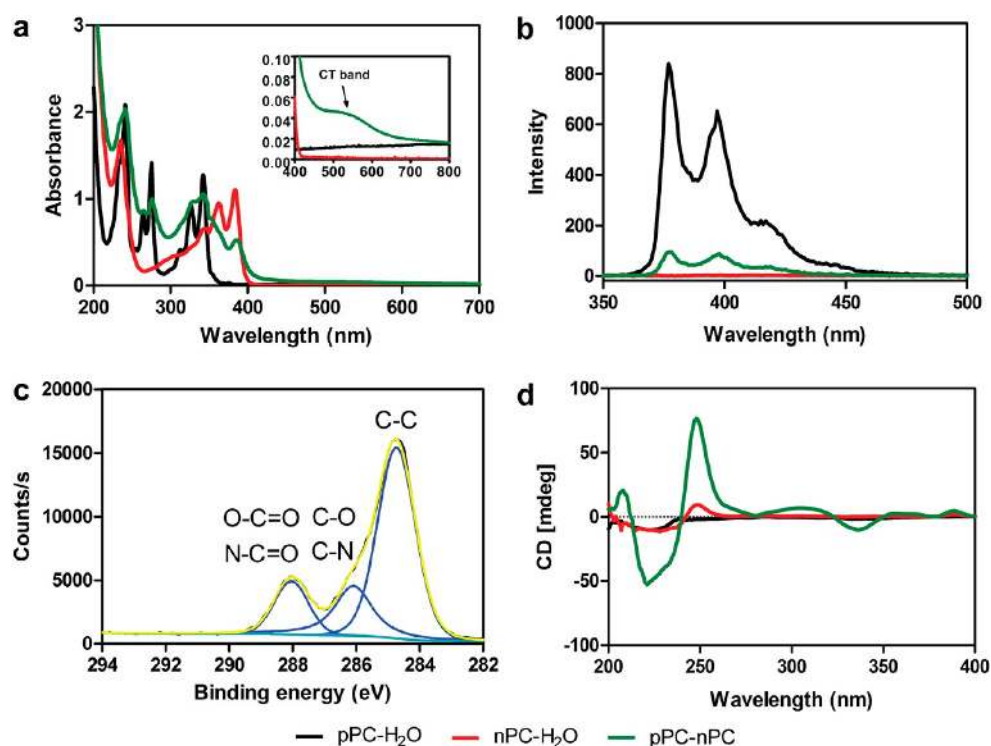 a
3
2
1
0
Absorbance
200 300 400 500 600 700
Wavelength (nm)
0.10
0.08
0.06
0.04
0.02
0.00
CT band
400 500 600 700 800
b
1000
800
600
400
200
0
Intensity
350 400 450 500
Wavelength (nm)
c
20000
15000
10000
5000
0
Counts/s
C-C
O-C=O C-O
N-C=O C-N
294 292 290 288 286 284 282
Binding energy (eV)
d
100
50
0
-50
-100
CD [mdeg]
200 250 300 350 400
Wavelength (nm)
pPC-H₂O nPC-H₂O pPC-nPC